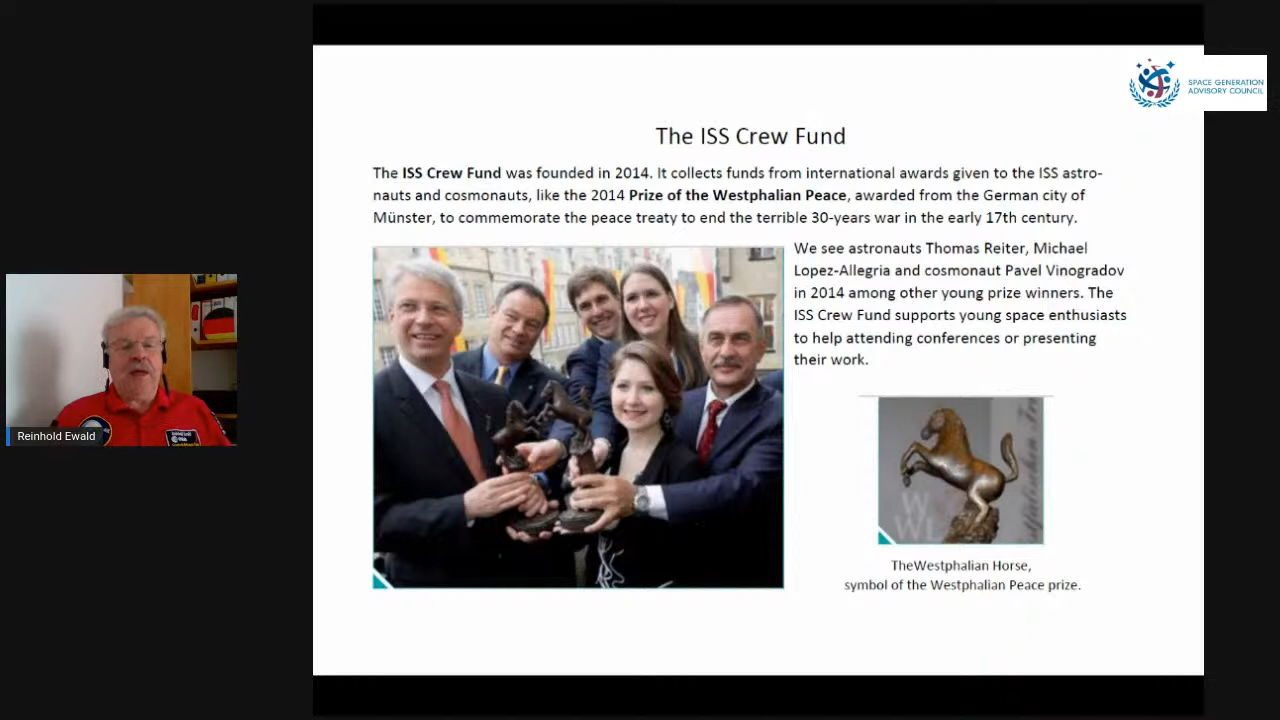 SPACE GENERATION
ADVISORY COUNCIL
The ISS Crew Fund
The ISS Crew Fund was founded in 2014. It collects funds from international awards given to the ISS astro-
nauts and cosmonauts, like the 2014 Prize of the Westphalian Peace, awarded from the German city of
Münster, to commemorate the peace treaty to end the terrible 30-years war in the early 17th century.
We see astronauts Thomas Reiter, Michael
Lopez-Allegria and cosmonaut Pavel Vinogradov
in 2014 among other young prize winners. The
ISS Crew Fund supports young space enthusiasts
to help attending conferences or presenting
their work.
TheWestphalian Horse,
symbol of the Westphalian Peace prize.
Reinhold Ewald